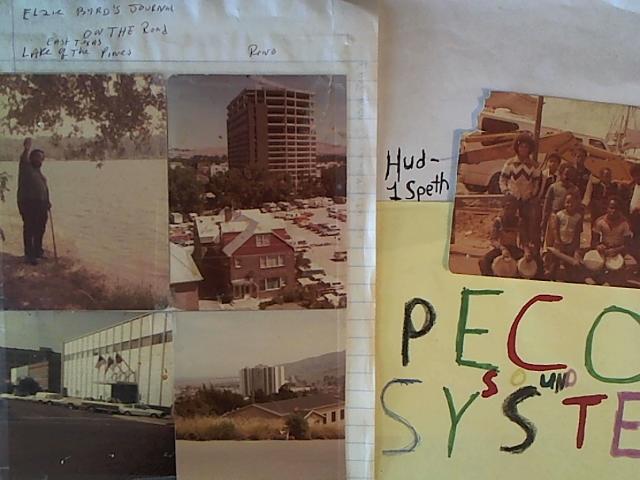 Elzie Byrd's Journal
On The Road
East Texas
Lake of The Pines
Reno
Hud-
1 Speth
PECO
SOUND
SYSTE